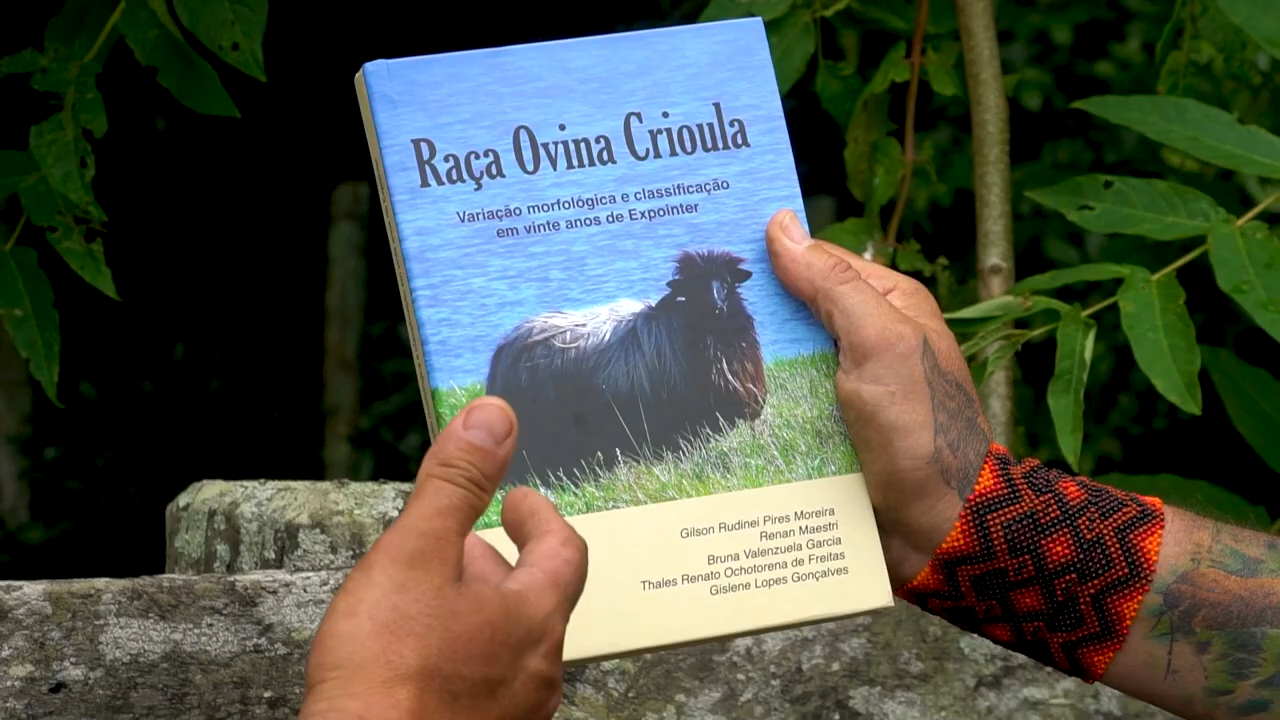 Raça Ovina Crioula
Variação morfológica e classificação
em vinte anos de Expointer
Gilson Rudinei Pires Moreira
Renan Maestri
Bruna Valenzuela Garcia
Thales Renato Ochotorena de Freitas
Gislene Lopes Gonçalves